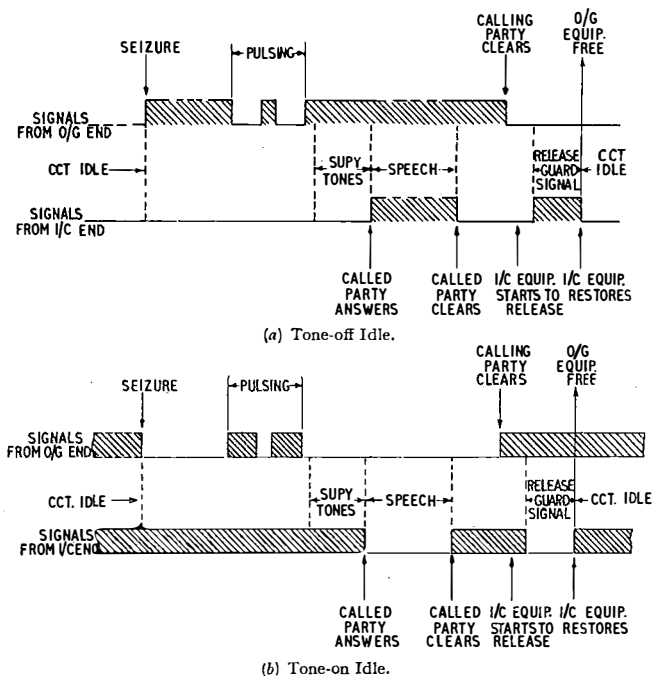 SEIZURE
PULSING
CALLING
PARTY
CLEARS
O/G
EQUIP.
FREE
SIGNALS
FROM O/G END
CCT IDLE
SUPY
TONES
SPEECH
RELEASE
GUARD
SIGNAL
CCT
IDLE
SIGNALS
FROM I/C END
CALLED
PARTY
ANSWERS
CALLED
PARTY
CLEARS
I/C EQUIP.
STARTS TO
RELEASE
I/C EQUIP.
RESTORES
(a) Tone-off Idle.
SEIZURE
PULSING
CALLING
PARTY
CLEARS
O/G
EQUIP.
FREE
SIGNALS
FROM O/G END
CCT. IDLE
SUPY
TONES
SPEECH
RELEASE
GUARD
SIGNAL
CCT. IDLE
SIGNALS
FROM I/C END
CALLED
PARTY
ANSWERS
CALLED
PARTY
CLEARS
I/C EQUIP.
STARTS TO
RELEASE
I/C EQUIP.
RESTORES
(b) Tone-on Idle.